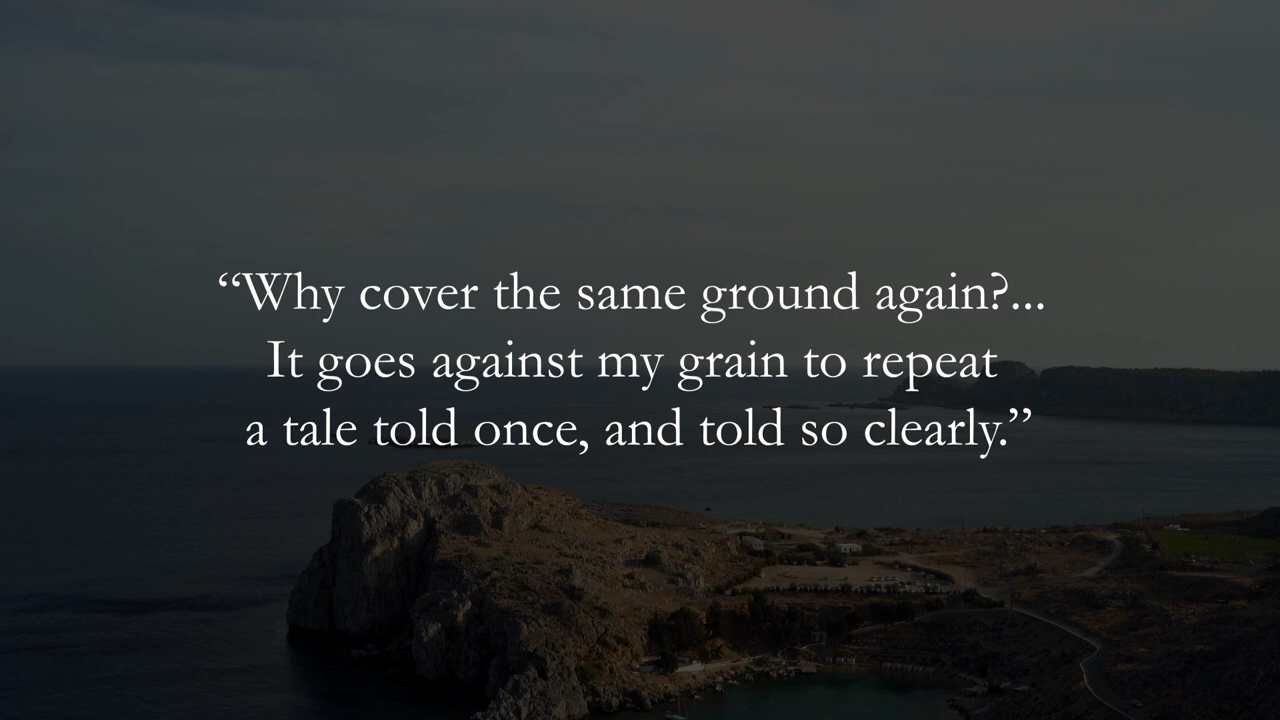 “Why cover the same ground again?...
It goes against my grain to repeat
a tale told once, and told so clearly.”